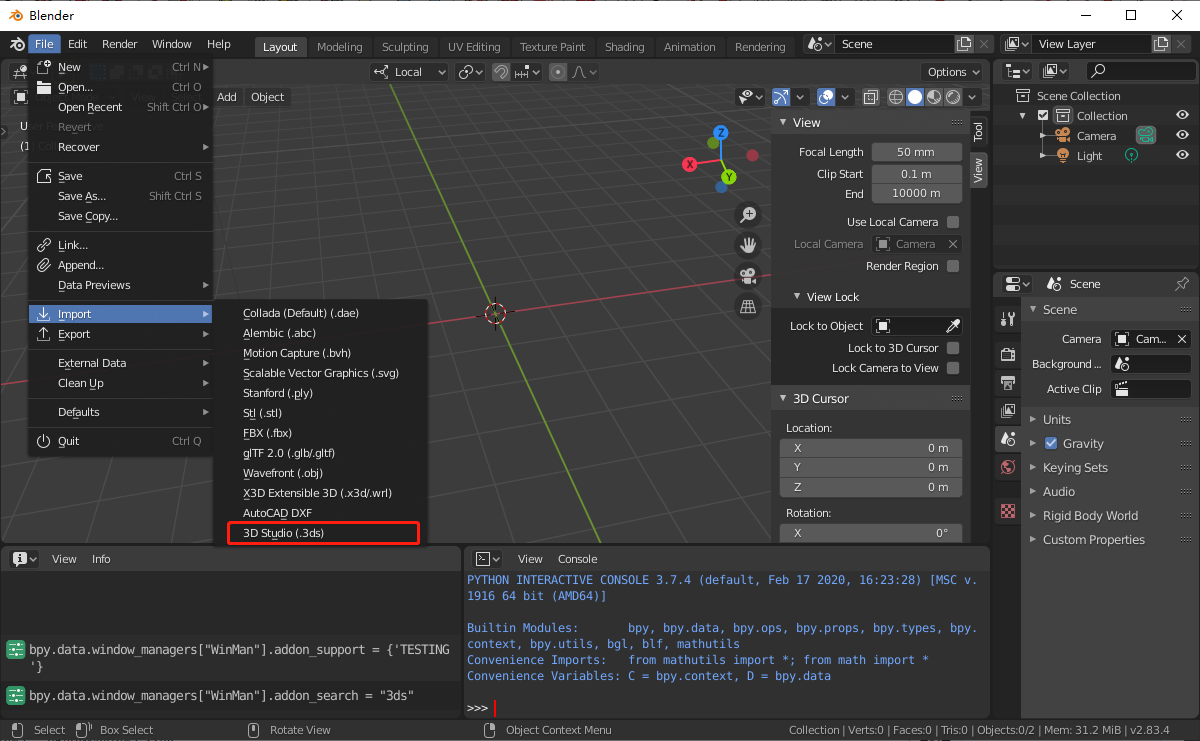 Blender
File Edit Render Window Help Layout Modeling Sculpting UV Editing Texture Paint Shading Animation Rendering Scene View Layer
New Ctrl N
Open... Ctrl O
Open Recent Shift Ctrl O
Revert
Recover
Save Ctrl S
Save As... Shift Ctrl S
Save Copy...
Link...
Append...
Data Previews
Import
Export
External Data
Clean Up
Defaults
Quit Ctrl Q
Collada (Default) (.dae)
Alembic (.abc)
Motion Capture (.bvh)
Scalable Vector Graphics (.svg)
Stanford (.ply)
Stl (.stl)
FBX (.fbx)
glTF 2.0 (.glb/.gltf)
Wavefront (.obj)
X3D Extensible 3D (.x3d/.wrl)
AutoCAD DXF
3D Studio (.3ds)
Local Options
Add Object
Z
X
Y
View
Focal Length 50 mm
Clip Start 0.1 m
End 10000 m
Use Local Camera
Local Camera Camera
Render Region
View Lock
Lock to Object
Lock to 3D Cursor
Lock Camera to View
3D Cursor
Location:
X 0 m
Y 0 m
Z 0 m
Rotation:
X 0°
Tool
View
Scene Collection
Collection
Camera
Light
Scene
Scene
Camera Cam...
Background ...
Active Clip
Units
Gravity
Keying Sets
Audio
Rigid Body World
Custom Properties
View Info
bpy.data.window_managers["WinMan"].addon_support = {'TESTING
'}
bpy.data.window_managers["WinMan"].addon_search = "3ds"
View Console
PYTHON INTERACTIVE CONSOLE 3.7.4 (default, Feb 17 2020, 16:23:28) [MSC v.
1916 64 bit (AMD64)]
Builtin Modules: bpy, bpy.data, bpy.ops, bpy.props, bpy.types, bpy.
context, bpy.utils, bgl, blf, mathutils
Convenience Imports: from mathutils import *; from math import *
Convenience Variables: C = bpy.context, D = bpy.data
>>>
Select Box Select Rotate View Object Context Menu Collection | Verts:0 | Faces:0 | Tris:0 | Objects:0/2 | Mem: 31.2 MiB | v2.83.4